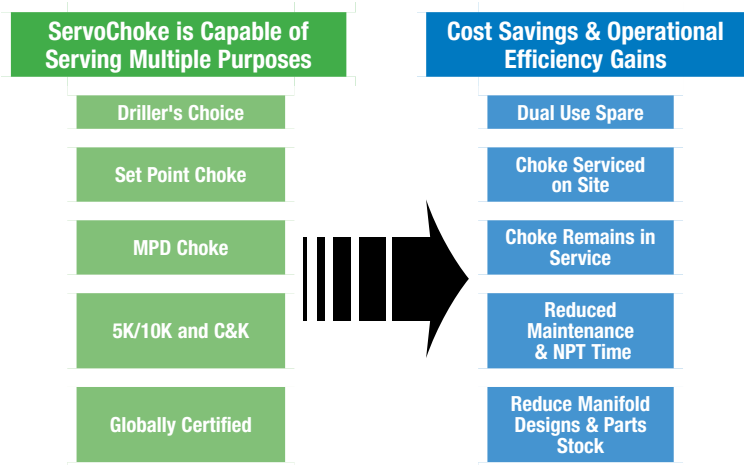 ServoChoke is Capable of
Serving Multiple Purposes
Driller's Choice
Set Point Choke
MPD Choke
5K/10K and C&K
Globally Certified
Cost Savings & Operational
Efficiency Gains
Dual Use Spare
Choke Serviced
on Site
Choke Remains in
Service
Reduced
Maintenance
& NPT Time
Reduce Manifold
Designs & Parts
Stock